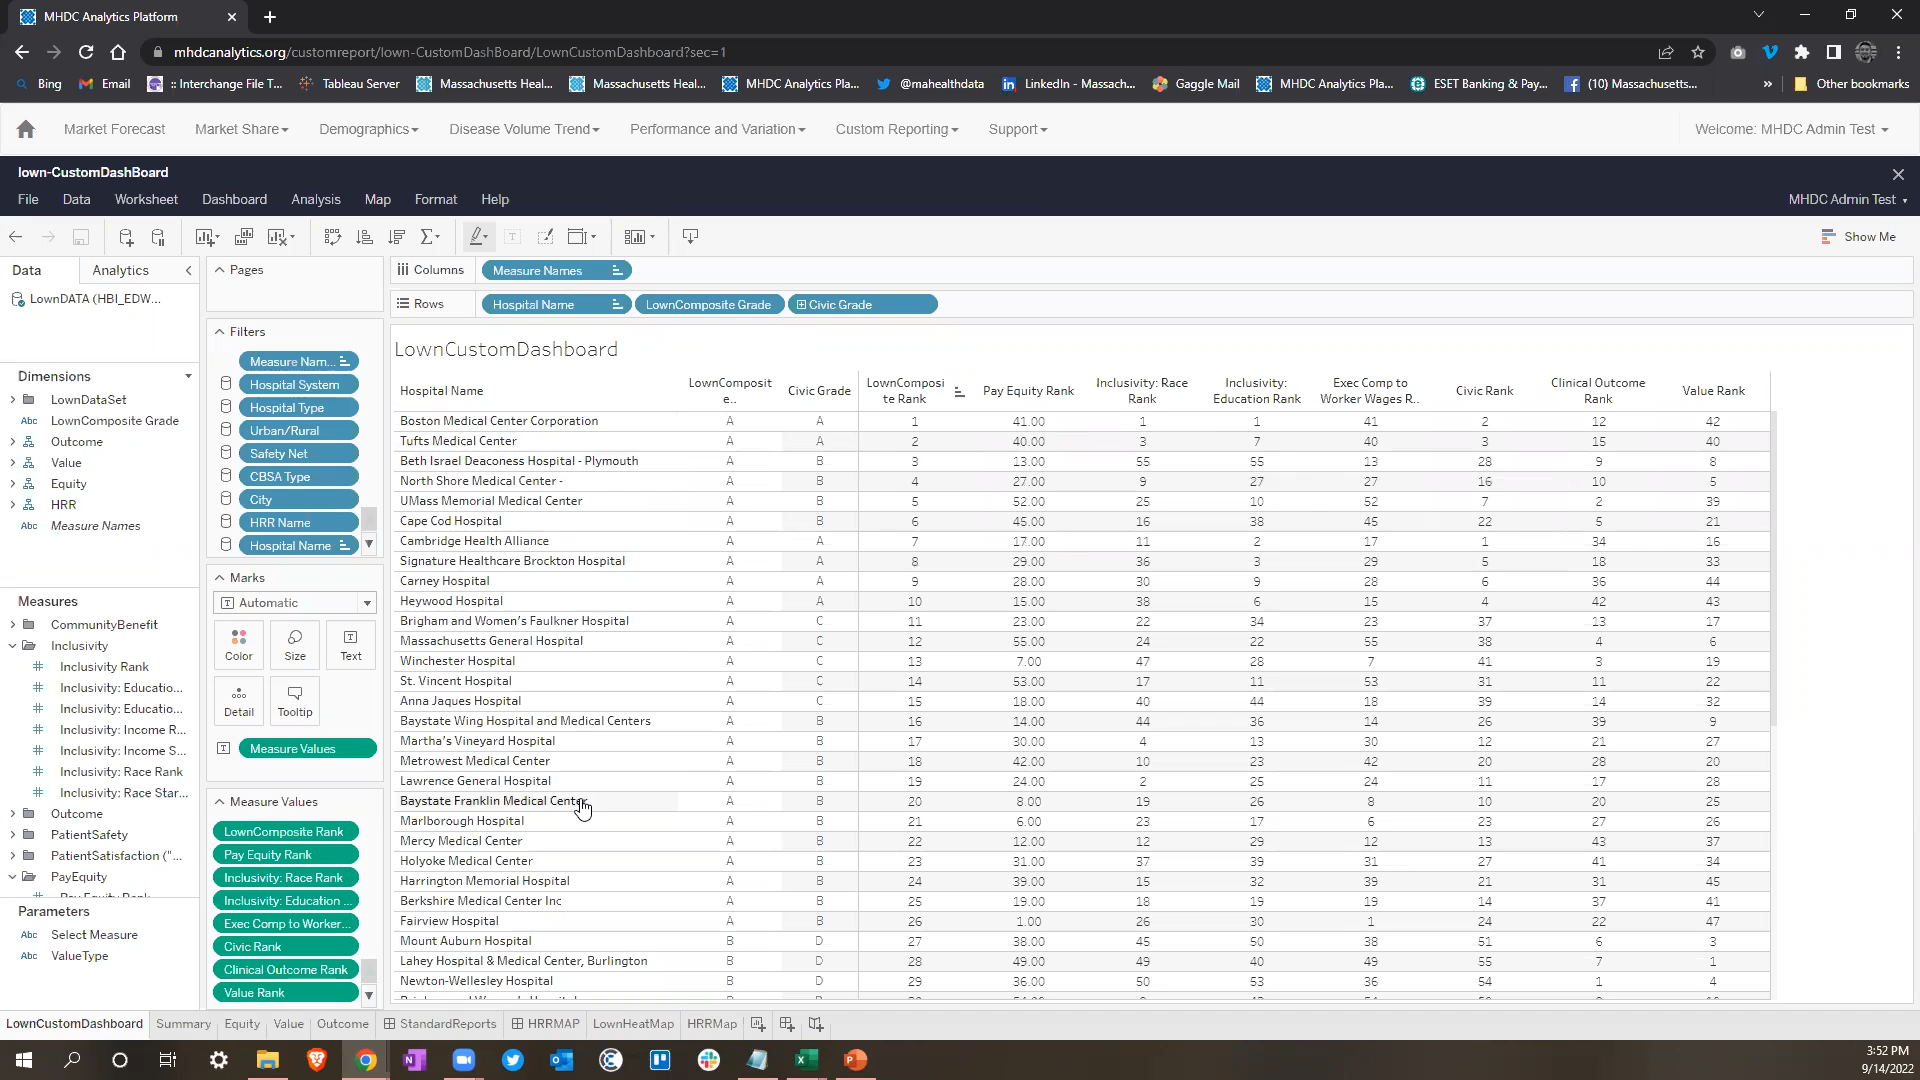 MHDC Analytics Platform
mhdcanalytics.org/customreport/lown-CustomDashBoard/LownCustomDashboard?sec=1
Bing Email :: Interchange File T... Tableau Server Massachusetts Heal... Massachusetts Heal... MHDC Analytics Pla... @mahealthdata LinkedIn - Massach... Gaggle Mail MHDC Analytics Pla... ESET Banking & Pay... (10) Massachusetts... » Other bookmarks
Market Forecast Market Share Demographics Disease Volume Trend Performance and Variation Custom Reporting Support Welcome: MHDC Admin Test
lown-CustomDashBoard
File Data Worksheet Dashboard Analysis Map Format Help MHDC Admin Test
Show Me
Data Analytics
LownDATA (HBI_EDW...
Dimensions
LownDataSet
Abc LownComposite Grade
Outcome
Value
Equity
HRR
Abc Measure Names
Measures
CommunityBenefit
Inclusivity
Inclusivity Rank
Inclusivity: Educatio...
Inclusivity: Educatio...
Inclusivity: Income R...
Inclusivity: Income S...
Inclusivity: Race Rank
Inclusivity: Race Star...
Outcome
PatientSafety
PatientSatisfaction ("...
PayEquity
Pay Equity Rank
Parameters
Abc Select Measure
Abc ValueType
Pages
Filters
Measure Nam...
Hospital System
Hospital Type
Urban/Rural
Safety Net
CBSA Type
City
HRR Name
Hospital Name
Marks
Automatic
Color Size Text
Detail Tooltip
Measure Values
Measure Values
LownComposite Rank
Pay Equity Rank
Inclusivity: Race Rank
Inclusivity: Education ...
Exec Comp to Worker...
Civic Rank
Clinical Outcome Rank
Value Rank
Columns Measure Names
Rows Hospital Name LownComposite Grade Civic Grade
LownCustomDashboard
Hospital Name LownComposit e.. Civic Grade LownComposi te Rank Pay Equity Rank Inclusivity: Race Rank Inclusivity: Education Rank Exec Comp to Worker Wages R.. Civic Rank Clinical Outcome Rank Value Rank
Boston Medical Center Corporation A A 1 41.00 1 1 41 2 12 42
Tufts Medical Center A A 2 40.00 3 7 40 3 15 40
Beth Israel Deaconess Hospital - Plymouth A B 3 13.00 55 55 13 28 9 8
North Shore Medical Center - A B 4 27.00 9 27 27 16 10 5
UMass Memorial Medical Center A B 5 52.00 25 10 52 7 2 39
Cape Cod Hospital A B 6 45.00 16 38 45 22 5 21
Cambridge Health Alliance A A 7 17.00 11 2 17 1 34 16
Signature Healthcare Brockton Hospital A A 8 29.00 36 3 29 5 18 33
Carney Hospital A A 9 28.00 30 9 28 6 36 44
Heywood Hospital A A 10 15.00 38 6 15 4 42 43
Brigham and Women's Faulkner Hospital A C 11 23.00 22 34 23 37 13 17
Massachusetts General Hospital A C 12 55.00 24 22 55 38 4 6
Winchester Hospital A C 13 7.00 47 28 7 41 3 19
St. Vincent Hospital A C 14 53.00 17 11 53 31 11 22
Anna Jaques Hospital A C 15 18.00 40 44 18 39 14 32
Baystate Wing Hospital and Medical Centers A B 16 14.00 44 36 14 26 39 9
Martha's Vineyard Hospital A B 17 30.00 4 13 30 12 21 27
Metrowest Medical Center A B 18 42.00 10 23 42 20 28 20
Lawrence General Hospital A B 19 24.00 2 25 24 11 17 28
Baystate Franklin Medical Center A B 20 8.00 19 26 8 10 20 25
Marlborough Hospital A B 21 6.00 23 17 6 23 27 26
Mercy Medical Center A B 22 12.00 12 29 12 13 43 37
Holyoke Medical Center A B 23 31.00 37 39 31 27 41 34
Harrington Memorial Hospital A B 24 39.00 15 32 39 21 31 45
Berkshire Medical Center Inc A B 25 19.00 18 19 19 14 37 41
Fairview Hospital A B 26 1.00 26 30 1 24 22 47
Mount Auburn Hospital B D 27 38.00 45 50 38 51 6 3
Lahey Hospital & Medical Center, Burlington B D 28 49.00 49 40 49 55 7 1
Newton-Wellesley Hospital B D 29 36.00 50 53 36 54 1 4
LownCustomDashboard Summary Equity Value Outcome StandardReports HRRMAP LownHeatMap HRRMap
3:52 PM
9/14/2022